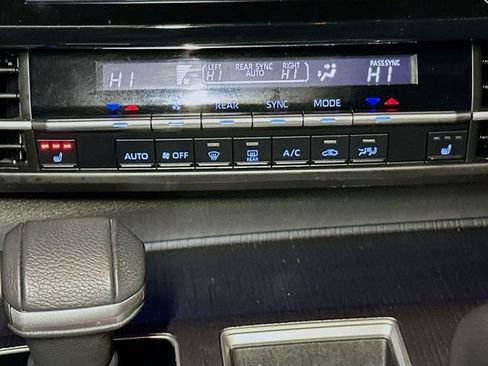 LEFT REAR SYNC RIGHT PASS SYNC
HI HI AUTO HI HI
REAR SYNC MODE
AUTO OFF REAR A/C